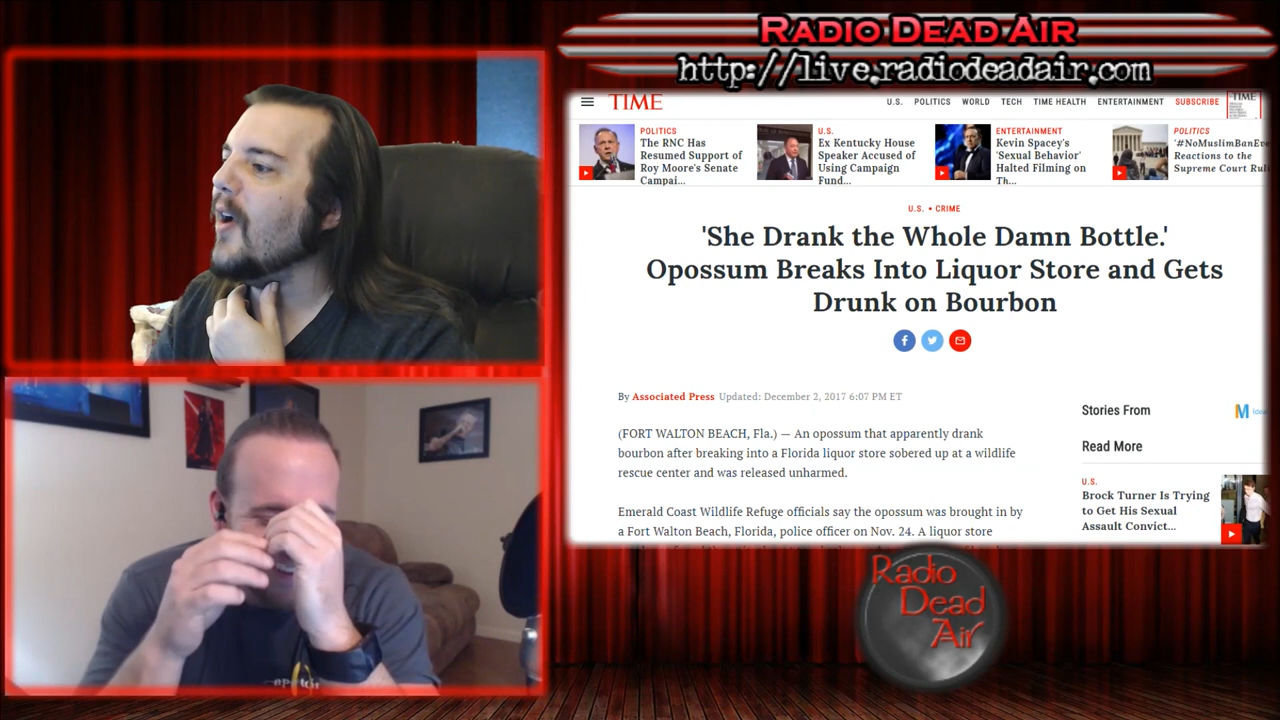 Radio Dead Air
http://live.radiodeadair.com
TIME
U.S. POLITICS WORLD TECH TIME HEALTH ENTERTAINMENT SUBSCRIBE
TIME
POLITICS
The RNC Has
Resumed Support of
Roy Moore's Senate
Campai...
U.S.
Ex Kentucky House
Speaker Accused of
Using Campaign
Fund...
ENTERTAINMENT
Kevin Spacey's
'Sexual Behavior'
Halted Filming on
Th...
POLITICS
'#NoMuslimBanEve
Reactions to the
Supreme Court Ruli
U.S. • CRIME
'She Drank the Whole Damn Bottle.'
Opossum Breaks Into Liquor Store and Gets
Drunk on Bourbon
By Associated Press Updated: December 2, 2017 6:07 PM ET
(FORT WALTON BEACH, Fla.) — An opossum that apparently drank
bourbon after breaking into a Florida liquor store sobered up at a wildlife
rescue center and was released unharmed.
Emerald Coast Wildlife Refuge officials say the opossum was brought in by
a Fort Walton Beach, Florida, police officer on Nov. 24. A liquor store
Stories From
M
Read More
U.S.
Brock Turner Is Trying
to Get His Sexual
Assault Convict...
Radio
Dead
Air